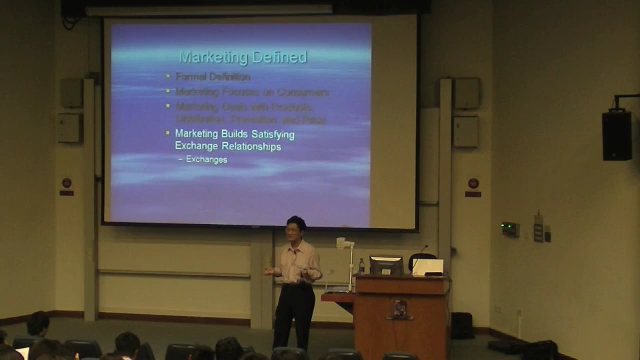 Marketing Defined
Formal Definition
Marketing Focuses on Consumers
Marketing Deals with Products,
Distribution, Promotion, and Price
Marketing Builds Satisfying
Exchange Relationships
– Exchanges